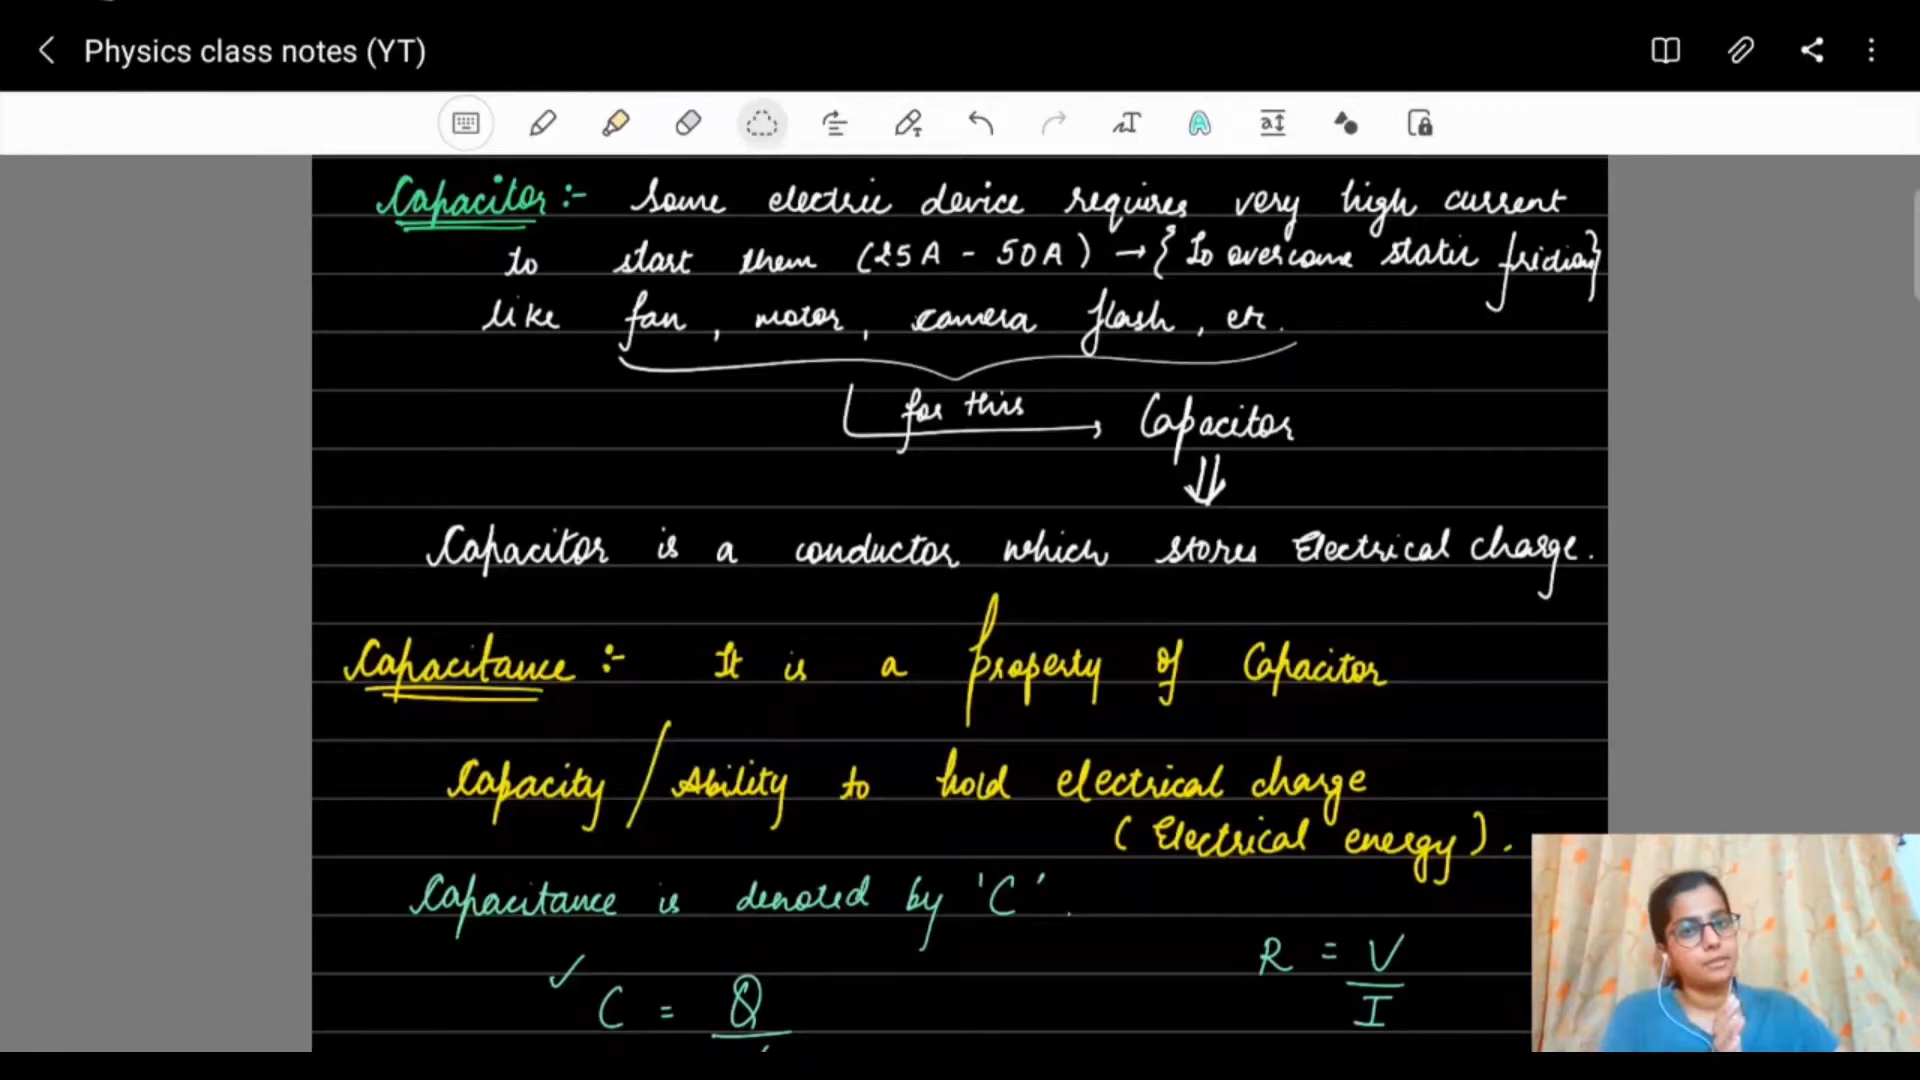 Physics class notes (YT)
Capacitor :- Some electric device requires very high current
to start them (25A - 50A) → { To overcome static friction}
like fan, motor, camera flash, etc.
for this → Capacitor
⇓
Capacitor is a conductor which stores Electrical charge.
Capacitance :- It is a property of Capacitor
Capacity / Ability to hold electrical charge
(Electrical energy).
Capacitance is denoted by 'C'.
✓ C = Q
R = V
I